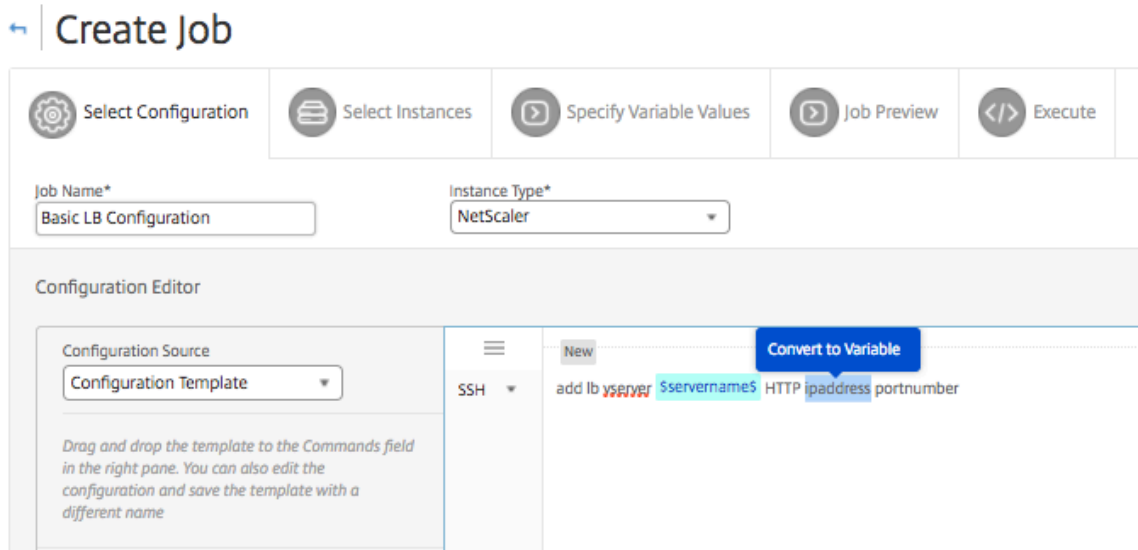 Create Job
Select Configuration
Select Instances
Specify Variable Values
Job Preview
Execute
Job Name*
Instance Type*
Basic LB Configuration
NetScaler
Configuration Editor
Configuration Source
Configuration Template
Drag and drop the template to the Commands field
in the right pane. You can also edit the
configuration and save the template with a
different name
SSH
New
Convert to Variable
add lb vserver $servername$ HTTP ipaddress portnumber